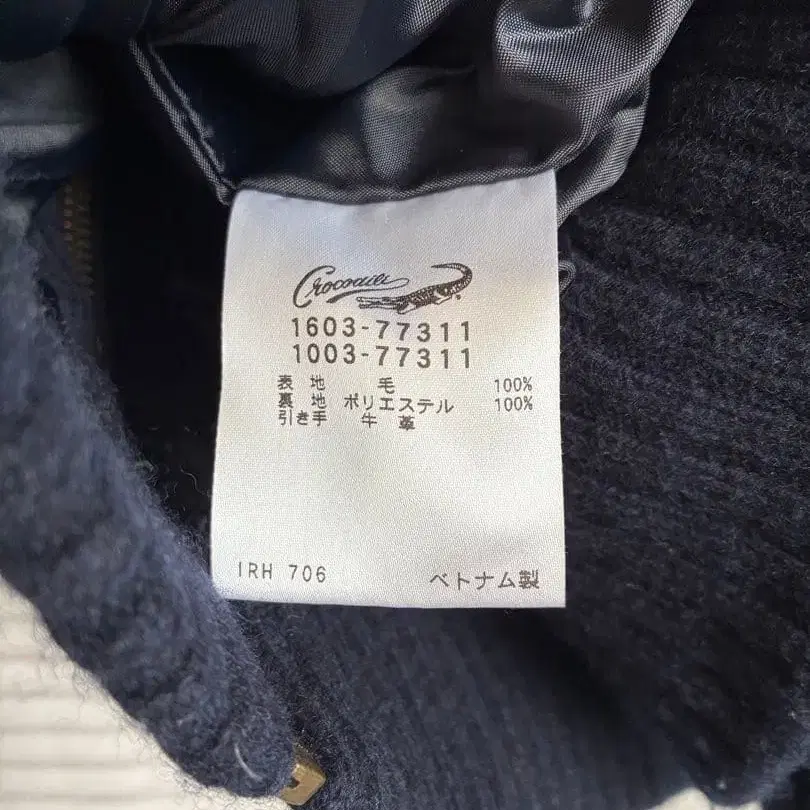 Crocodile
1603-77311
1003-77311
表 地 毛 100%
裏 地 ポリエステル 100%
引き手 牛 革
IRH 706 ベトナム製